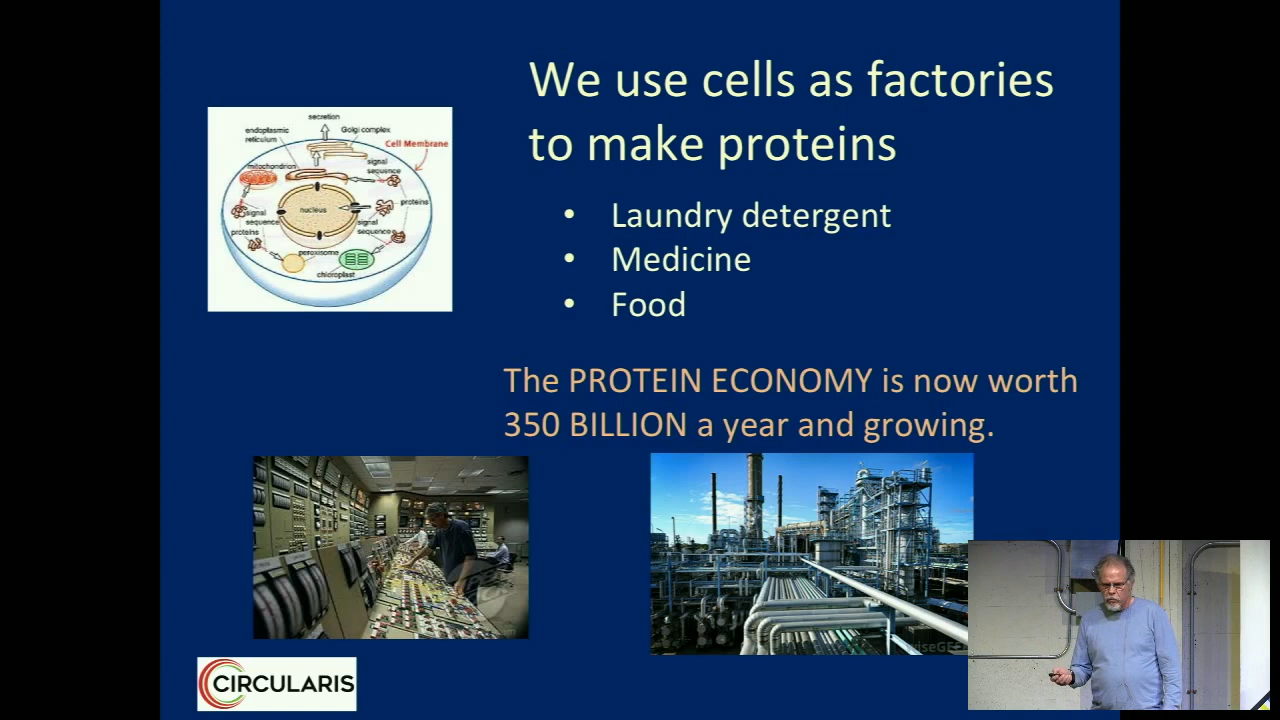 We use cells as factories
to make proteins
• Laundry detergent
• Medicine
• Food
The PROTEIN ECONOMY is now worth
350 BILLION a year and growing.
secretion
endoplasmic
reticulum
Golgi complex
Cell Membrane
mitochondrion
signal
sequence
proteins
nucleus
signal
sequence
signal
sequence
proteins
peroxisome
chloroplast
CIRCULARIS